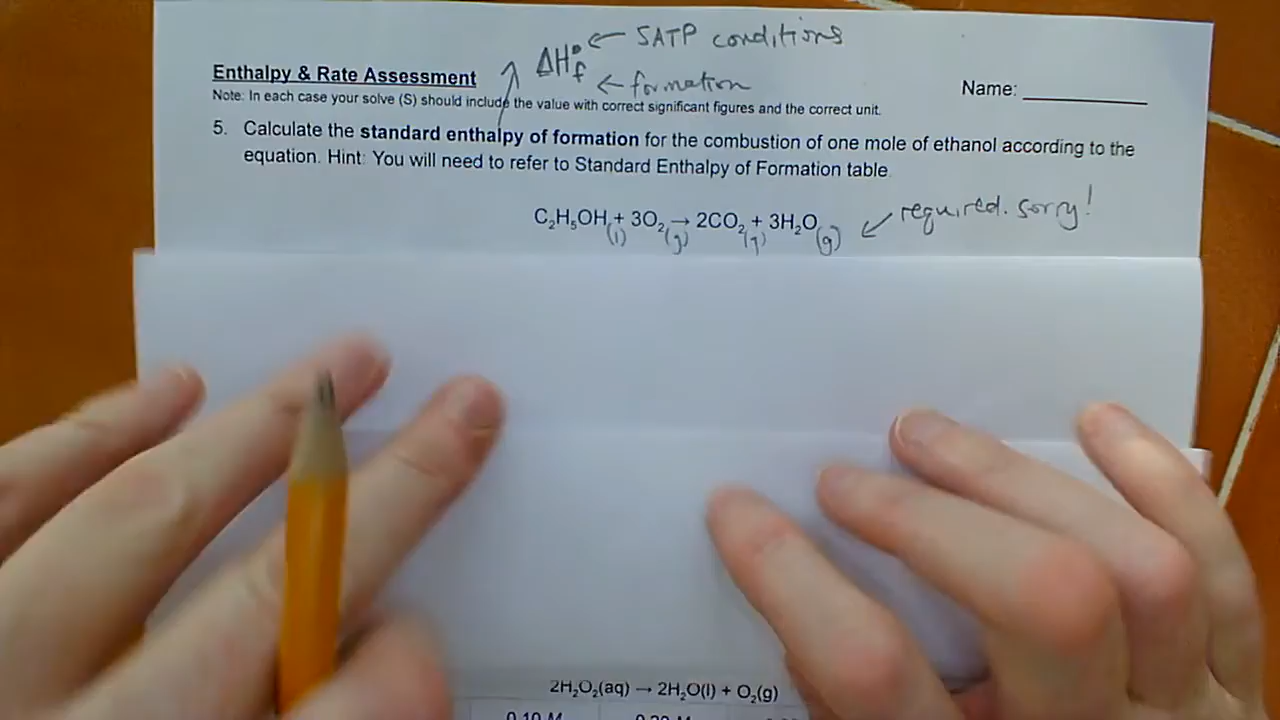 ΔH°f ← SATP conditions
← formation
Enthalpy & Rate Assessment
Name: ____________
Note: In each case your solve (S) should include the value with correct significant figures and the correct unit.
5. Calculate the standard enthalpy of formation for the combustion of one mole of ethanol according to the
equation. Hint: You will need to refer to Standard Enthalpy of Formation table
C₂H₅OH(l) + 3O₂(g) → 2CO₂(g) + 3H₂O(g) ← required. sorry!
2H₂O₂(aq) → 2H₂O(l) + O₂(g)
0.10 M